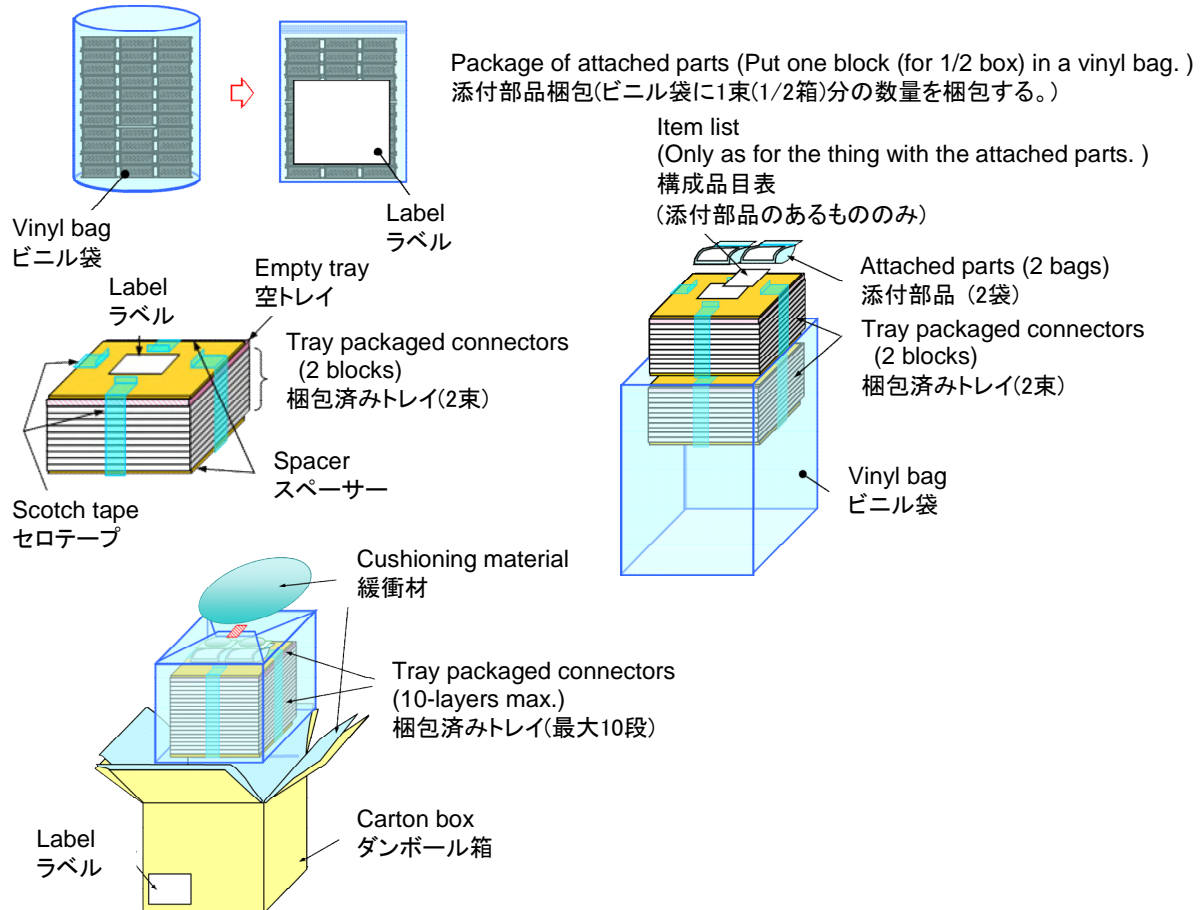 Package of attached parts (Put one block (for 1/2 box) in a vinyl bag. )
添付部品梱包(ビニル袋に1束(1/2箱)分の数量を梱包する。)
Vinyl bag
ビニル袋
Label
ラベル
Item list
(Only as for the thing with the attached parts. )
構成品目表
(添付部品のあるもののみ)
Label
ラベル
Empty tray
空トレイ
Tray packaged connectors
(2 blocks)
梱包済みトレイ(2束)
Spacer
スペーサー
Scotch tape
セロテープ
Attached parts (2 bags)
添付部品 (2袋)
Tray packaged connectors
(2 blocks)
梱包済みトレイ(2束)
Vinyl bag
ビニル袋
Cushioning material
緩衝材
Tray packaged connectors
(10-layers max.)
梱包済みトレイ(最大10段)
Carton box
ダンボール箱
Label
ラベル